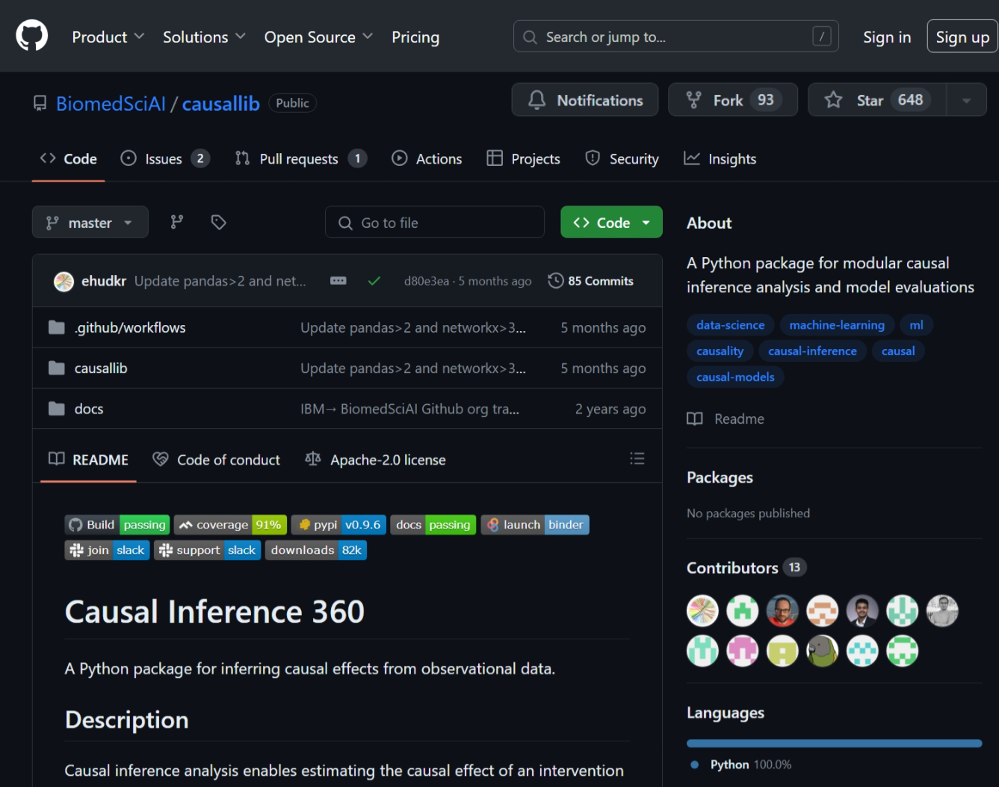 Product Solutions Open Source Pricing Search or jump to... / Sign in Sign up
BiomedSciAI / causallib Public Notifications Fork 93 Star 648
Code Issues 2 Pull requests 1 Actions Projects Security Insights
master Go to file Code
ehudkr Update pandas>2 and net... d80e3ea · 5 months ago 85 Commits
.github/workflows Update pandas>2 and networkx>3... 5 months ago
causallib Update pandas>2 and networkx>3... 5 months ago
docs IBM→ BiomedSciAI Github org tra... 2 years ago
README Code of conduct Apache-2.0 license
Build passing coverage 91% pypi v0.9.6 docs passing launch binder
join slack support slack downloads 82k
Causal Inference 360
A Python package for inferring causal effects from observational data.
Description
Causal inference analysis enables estimating the causal effect of an intervention
About
A Python package for modular causal
inference analysis and model evaluations
data-science machine-learning ml
causality causal-inference causal
causal-models
Readme
Packages
No packages published
Contributors 13
Languages
Python 100.0%